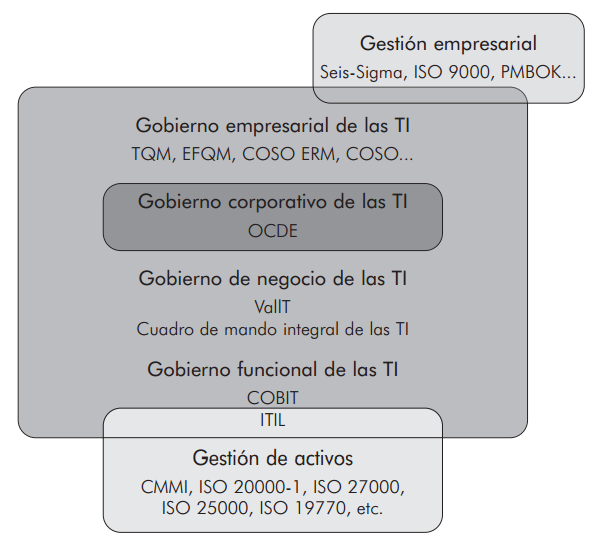 Gestión empresarial
Seis-Sigma, ISO 9000, PMBOK...
Gobierno empresarial de las TI
TQM, EFQM, COSO ERM, COSO...
Gobierno corporativo de las TI
OCDE
Gobierno de negocio de las TI
ValIT
Cuadro de mando integral de las TI
Gobierno funcional de las TI
COBIT
ITIL
Gestión de activos
CMMI, ISO 20000-1, ISO 27000,
ISO 25000, ISO 19770, etc.